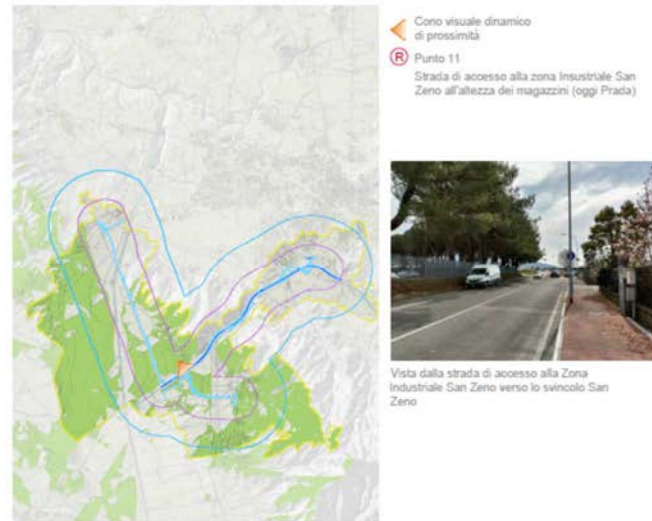 Cono visuale dinamico
di prossimità
R Punto 11
Strada di accesso alla zona Insustriale San
Zeno all'altezza dei magazzini (oggi Prada)
Vista dalla strada di accesso alla Zona
Industriale San Zeno verso lo svincolo San
Zeno